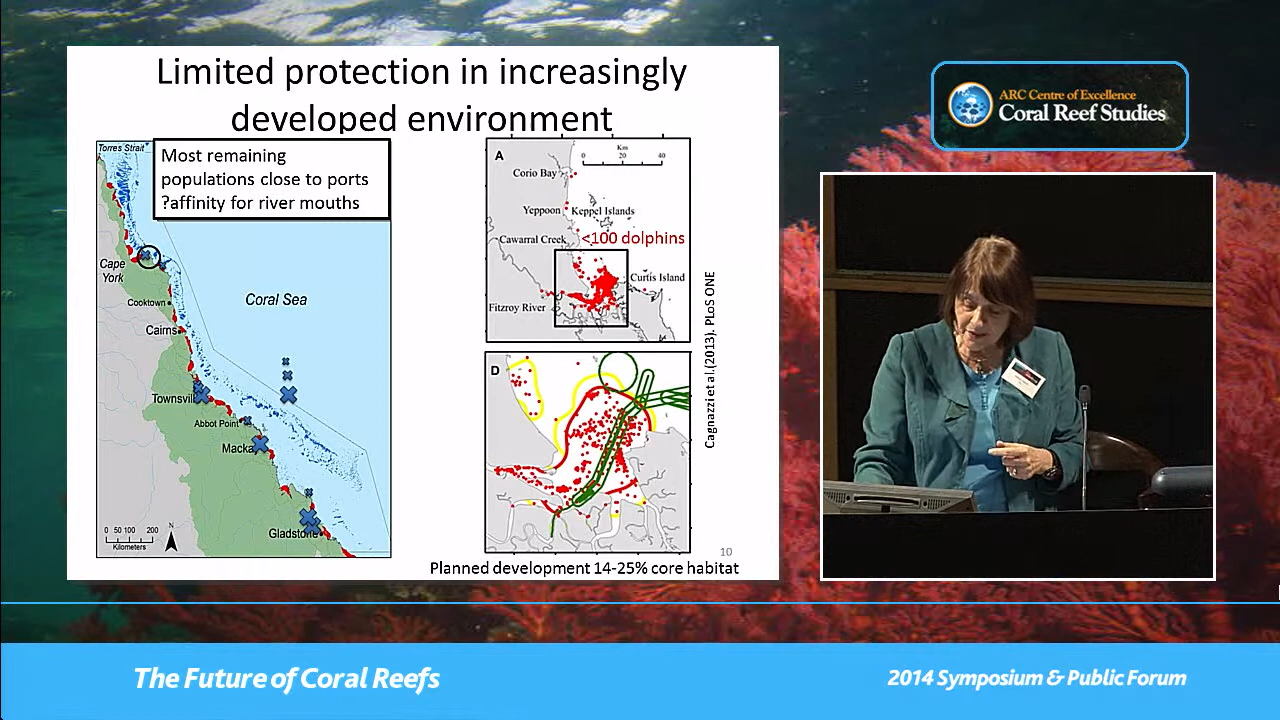 Limited protection in increasingly
developed environment
Torres Strait
Most remaining
populations close to ports
?affinity for river mouths
Cape
York
Coral Sea
Cooktown
Cairns
Townsvill
Abbot Point
Macka
Gladstone
0 50 100 200
Kilometers
N
A
Km
0 20 40
Corio Bay
Yeppoon
Keppel Islands
Cawarral Creek
<100 dolphins
Curtis Island
Fitzroy River
D
Cagnazzi et al.(2013). PLoS ONE
10
Planned development 14-25% core habitat
ARC Centre of Excellence
Coral Reef Studies
The Future of Coral Reefs
2014 Symposium & Public Forum